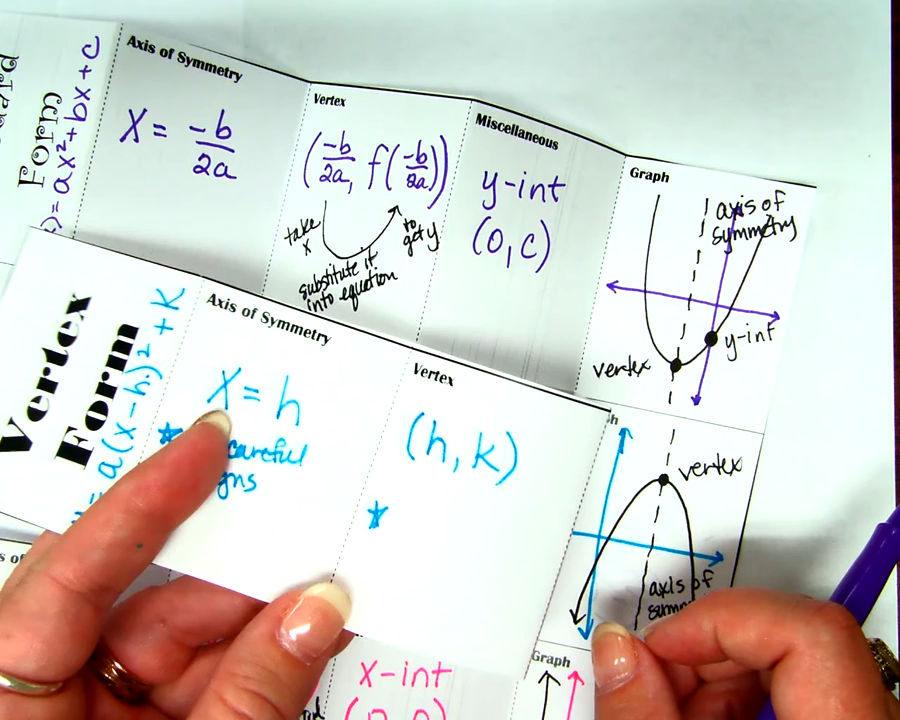 Form
ax² + bx + c
Axis of Symmetry
X = -b/2a
Vertex
(-b/2a, f(-b/2a))
take x
substitute it
into equation
to get y
Miscellaneous
y-int
(0, c)
Graph
axis of
symmetry
vertex
y-int
Vertex
Form
a(x-h)² + K
Axis of Symmetry
X = h
careful
Vertex
(h, k)
vertex
axis of
x-int
Graph